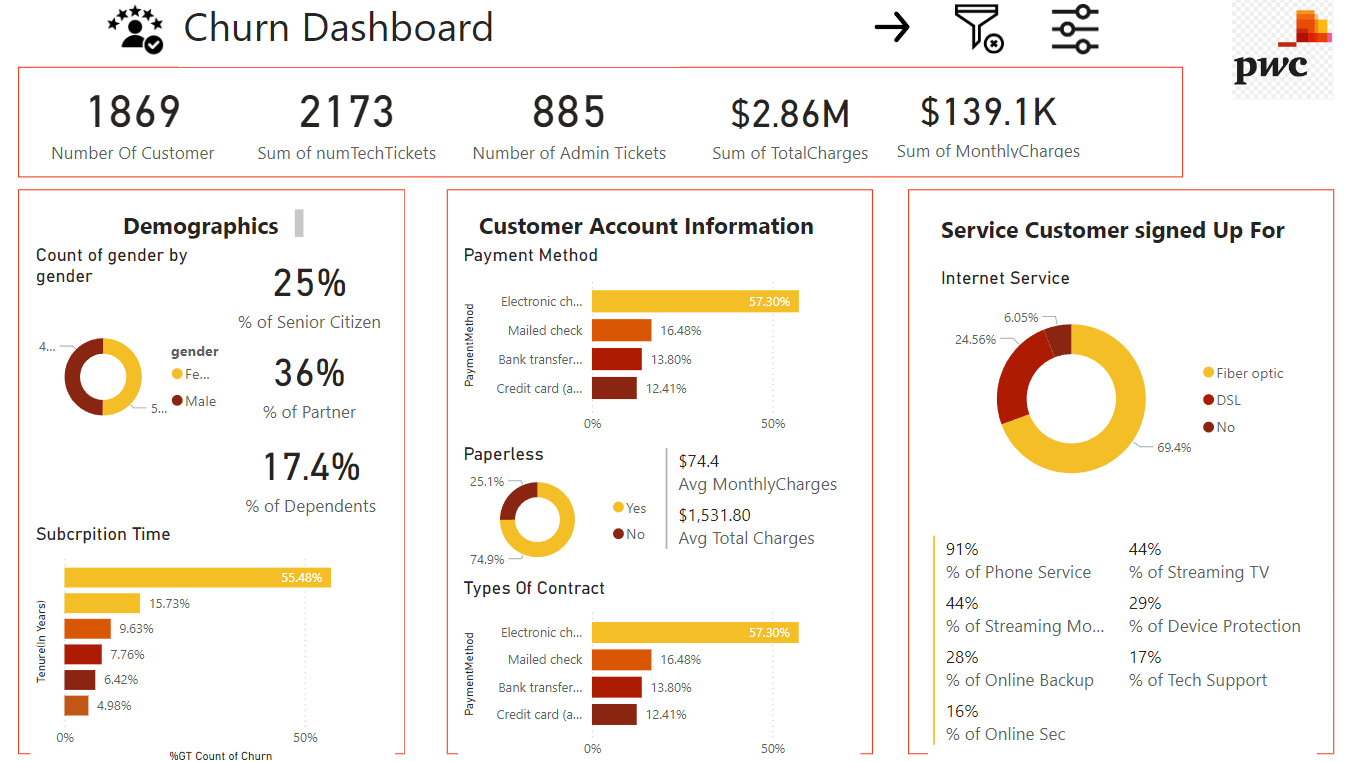 Churn Dashboard
pwc
1869
Number Of Customer
2173
Sum of numTechTickets
885
Number of Admin Tickets
$2.86M
Sum of TotalCharges
$139.1K
Sum of MonthlyCharges
Demographics
Count of gender by
gender
4...
5...
gender
Fe...
Male
25%
% of Senior Citizen
36%
% of Partner
17.4%
% of Dependents
Subcrpition Time
TenureIIn Years)
55.48%
15.73%
9.63%
7.76%
6.42%
4.98%
0%
50%
%GT Count of Churn
Customer Account Information
Payment Method
PaymentMethod
Electronic ch...
57.30%
Mailed check
16.48%
Bank transfer...
13.80%
Credit card (a...
12.41%
0%
50%
Paperless
25.1%
74.9%
Yes
No
$74.4
Avg MonthlyCharges
$1,531.80
Avg Total Charges
Types Of Contract
PaymentMethod
Electronic ch...
57.30%
Mailed check
16.48%
Bank transfer...
13.80%
Credit card (a...
12.41%
0%
50%
Service Customer signed Up For
Internet Service
6.05%
24.56%
69.4%
Fiber optic
DSL
No
91%
% of Phone Service
44%
% of Streaming TV
44%
% of Streaming Mo...
29%
% of Device Protection
28%
% of Online Backup
17%
% of Tech Support
16%
% of Online Sec